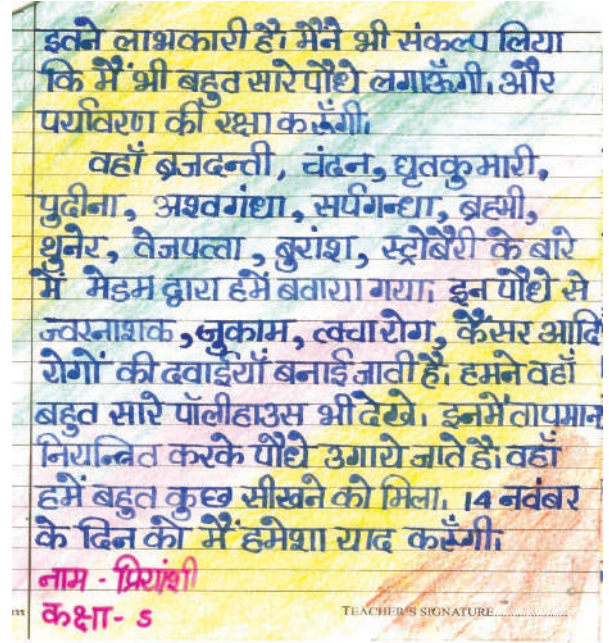 इतने लाभकारी है। मैंने भी संकल्प लिया
कि मैं भी बहुत सारे पौधे लगाऊँगी। और
पर्यावरण की रक्षा करूँगी।
वहाँ ब्रजदन्ती, चंदन, घृतकुमारी,
पुदीना, अश्वगंधा, सर्पगन्धा, ब्रह्मी,
थुनेर, तेजपत्ता, बुरांश, स्ट्रोबैरी के बारे
में मेडम द्वारा हमें बताया गया। इन पौधे से
ज्वरनाशक, जुकाम, त्वचा रोग, कैंसर आदि
रोगों की दवाईयाँ बनाई जाती है। हमने वहाँ
बहुत सारे पॉलीहाउस भी देखे। इनमें तापमान
नियन्त्रित करके पौधे उगाये जाते है। वहाँ
हमें बहुत कुछ सीखने को मिला। 14 नवंबर
के दिन को मैं हमेशा याद करूँगी।
नाम - प्रियांशी
कक्षा - 5
TEACHER'S SIGNATURE